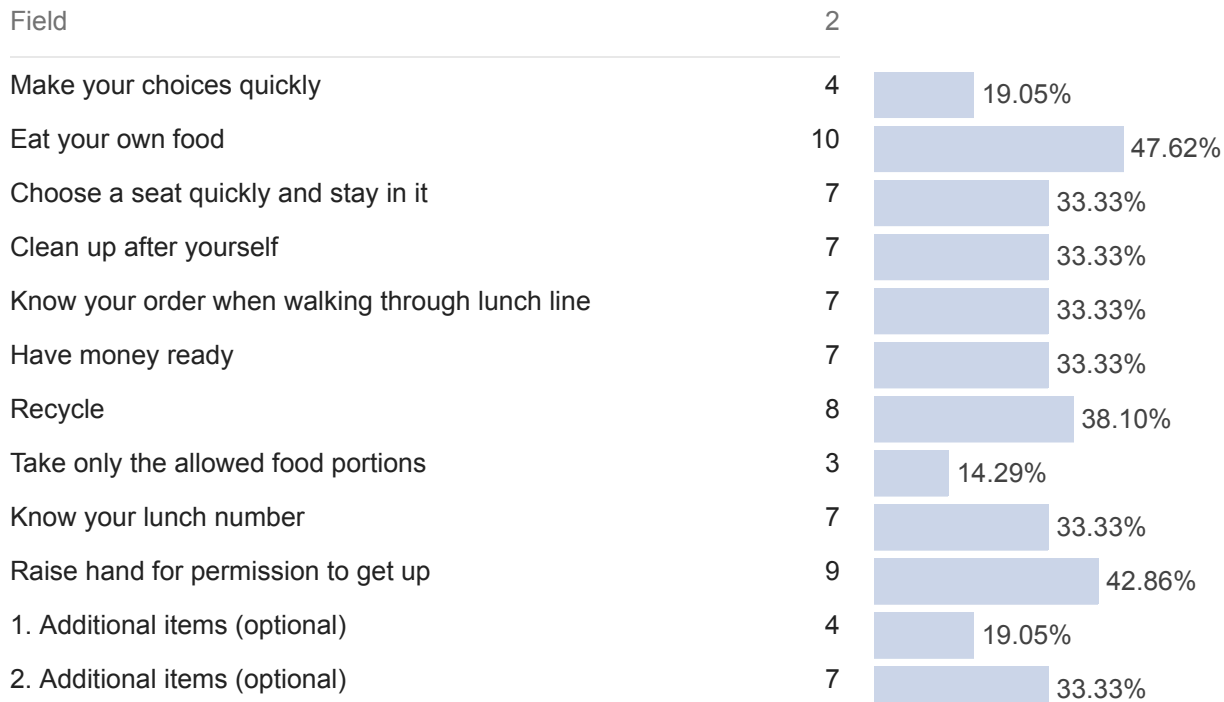 Field 2
Make your choices quickly 4 19.05%
Eat your own food 10 47.62%
Choose a seat quickly and stay in it 7 33.33%
Clean up after yourself 7 33.33%
Know your order when walking through lunch line 7 33.33%
Have money ready 7 33.33%
Recycle 8 38.10%
Take only the allowed food portions 3 14.29%
Know your lunch number 7 33.33%
Raise hand for permission to get up 9 42.86%
1. Additional items (optional) 4 19.05%
2. Additional items (optional) 7 33.33%